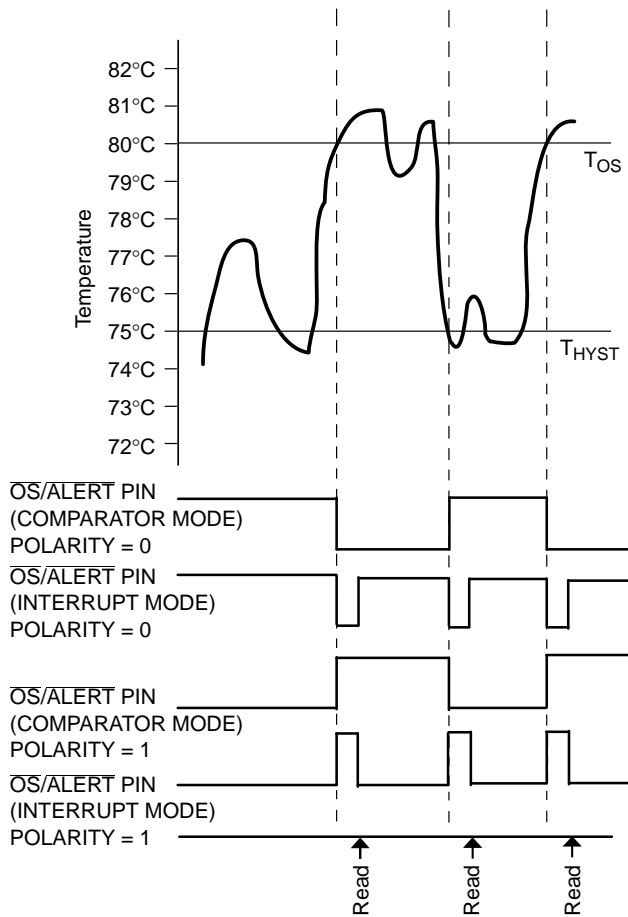 82°C
81°C
80°C
79°C
78°C
77°C
76°C
75°C
74°C
73°C
72°C
Temperature
TOS
THYST
OS/ALERT PIN
(COMPARATOR MODE)
POLARITY = 0
OS/ALERT PIN
(INTERRUPT MODE)
POLARITY = 0
OS/ALERT PIN
(COMPARATOR MODE)
POLARITY = 1
OS/ALERT PIN
(INTERRUPT MODE)
POLARITY = 1
Read
Read
Read